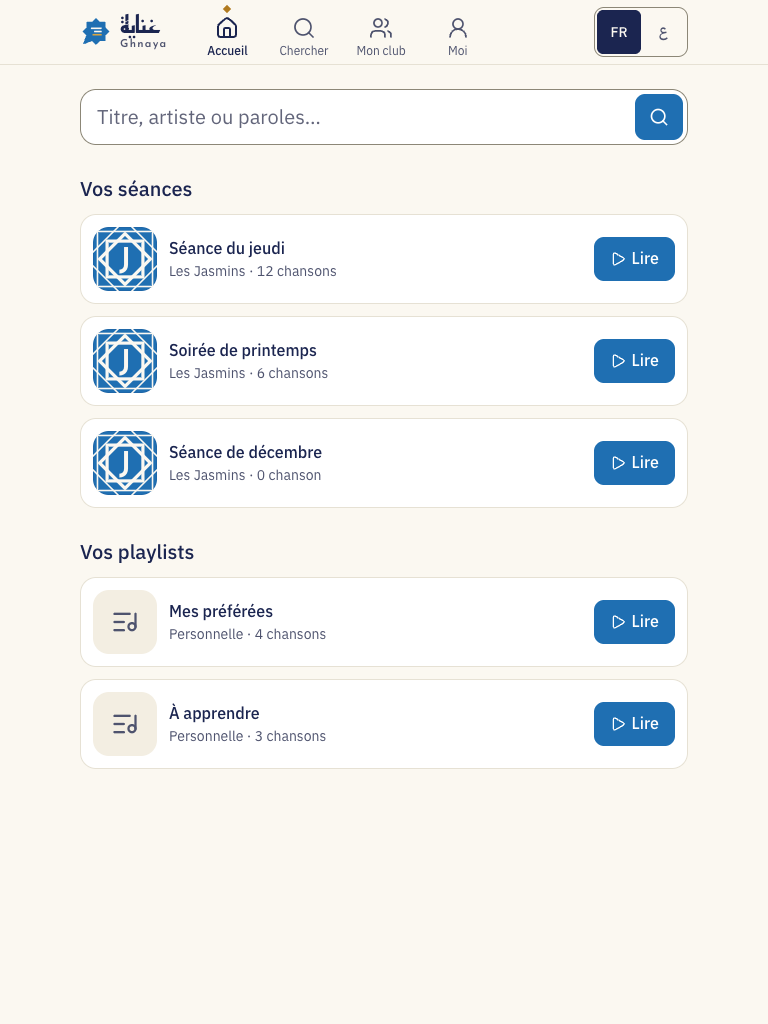 غناية
Ghnaya
Accueil
Chercher
Mon club
Moi
FR
ع
Titre, artiste ou paroles...
Vos séances
J
Séance du jeudi
Les Jasmins · 12 chansons
Lire
J
Soirée de printemps
Les Jasmins · 6 chansons
Lire
J
Séance de décembre
Les Jasmins · 0 chanson
Lire
Vos playlists
Mes préférées
Personnelle · 4 chansons
Lire
À apprendre
Personnelle · 3 chansons
Lire